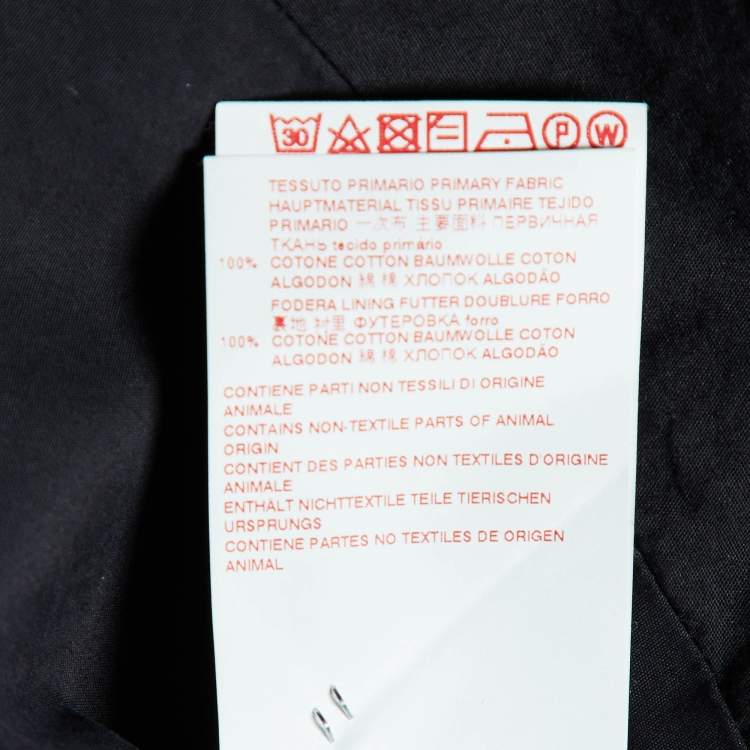 30 P W
TESSUTO PRIMARIO PRIMARY FABRIC
HAUPTMATERIAL TISSU PRIMAIRE TEJIDO
PRIMARIO 一次布 主要面料 ПЕРВИЧНАЯ
ТКАНЬ tecido primário
100% COTONE COTTON BAUMWOLLE COTON
ALGODON 綿 棉 ХЛОПОК ALGODÃO
FODERA LINING FUTTER DOUBLURE FORRO
裏地 衬里 ФУТЕРОВКА forro
100% COTONE COTTON BAUMWOLLE COTON
ALGODON 綿 棉 ХЛОПОК ALGODÃO
CONTIENE PARTI NON TESSILI DI ORIGINE
ANIMALE
CONTAINS NON-TEXTILE PARTS OF ANIMAL
ORIGIN
CONTIENT DES PARTIES NON TEXTILES D'ORIGINE
ANIMALE
ENTHÄLT NICHTTEXTILE TEILE TIERISCHEN
URSPRUNGS
CONTIENE PARTES NO TEXTILES DE ORIGEN
ANIMAL